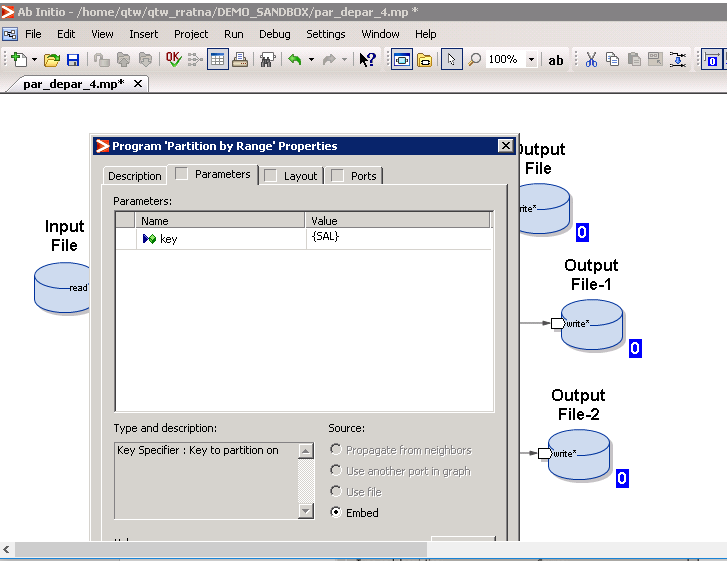 Ab Initio - /home/qtw/qtw_rratna/DEMO_SANDBOX/par_depar_4.mp *
File Edit View Insert Project Run Debug Settings Window Help
OK 100% ab 0
par_depar_4.mp* X
Program 'Partition by Range' Properties
Description Parameters Layout Ports
Parameters:
Name Value
key {SAL}
Type and description:
Key Specifier : Key to partition on
Source:
Propagate from neighbors
Use another port in graph
Use file
Embed
Input
File
read
Output
File
write*
0
Output
File-1
write*
0
Output
File-2
write*
0